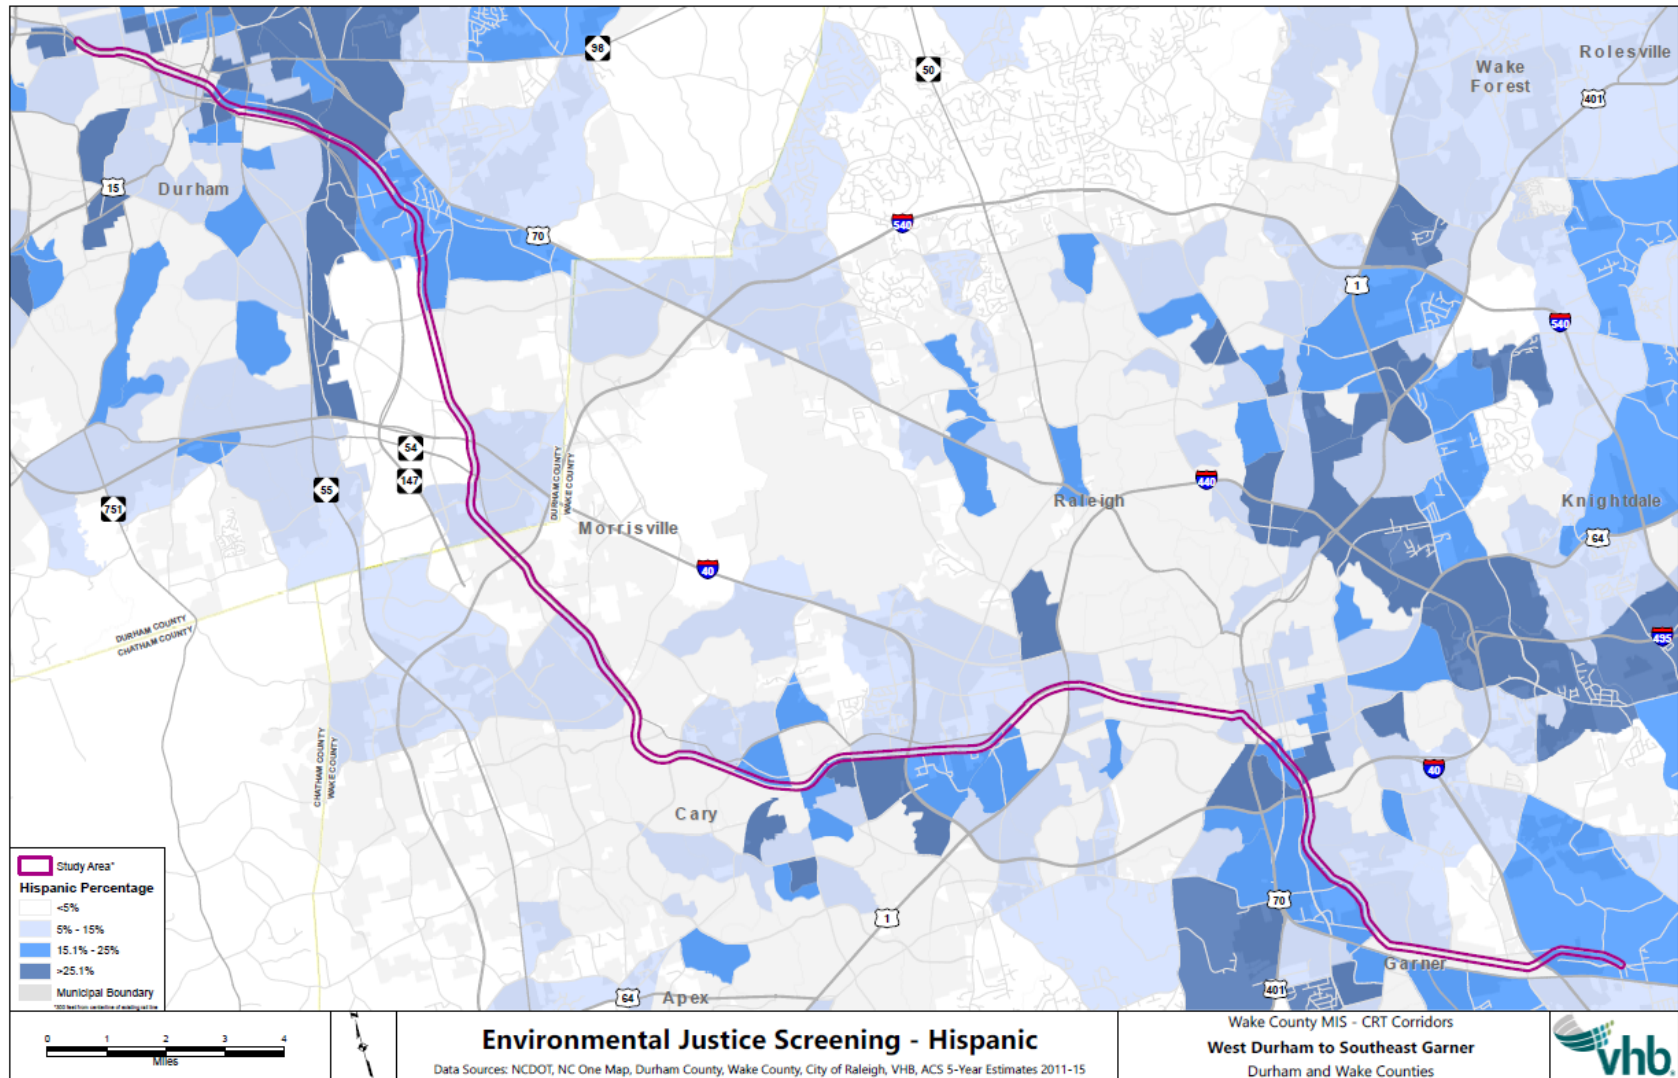 98
50
Rolesville
Wake
Forest
401
15
Durham
540
70
1
540
54
147
55
751
DURHAM COUNTY
WAKE COUNTY
Morrisville
40
Raleigh
440
Knightdale
64
DURHAM COUNTY
CHATHAM COUNTY
495
CHATHAM COUNTY
WAKE COUNTY
40
Cary
70
1
Garner
401
64
Apex
Study Area*
Hispanic Percentage
<5%
5% - 15%
15.1% - 25%
>25.1%
Municipal Boundary
0 1 2 3 4
Miles
Environmental Justice Screening - Hispanic
Data Sources: NCDOT, NC One Map, Durham County, Wake County, City of Raleigh, VHB, ACS 5-Year Estimates 2011-15
Wake County MIS - CRT Corridors
West Durham to Southeast Garner
Durham and Wake Counties
vhb